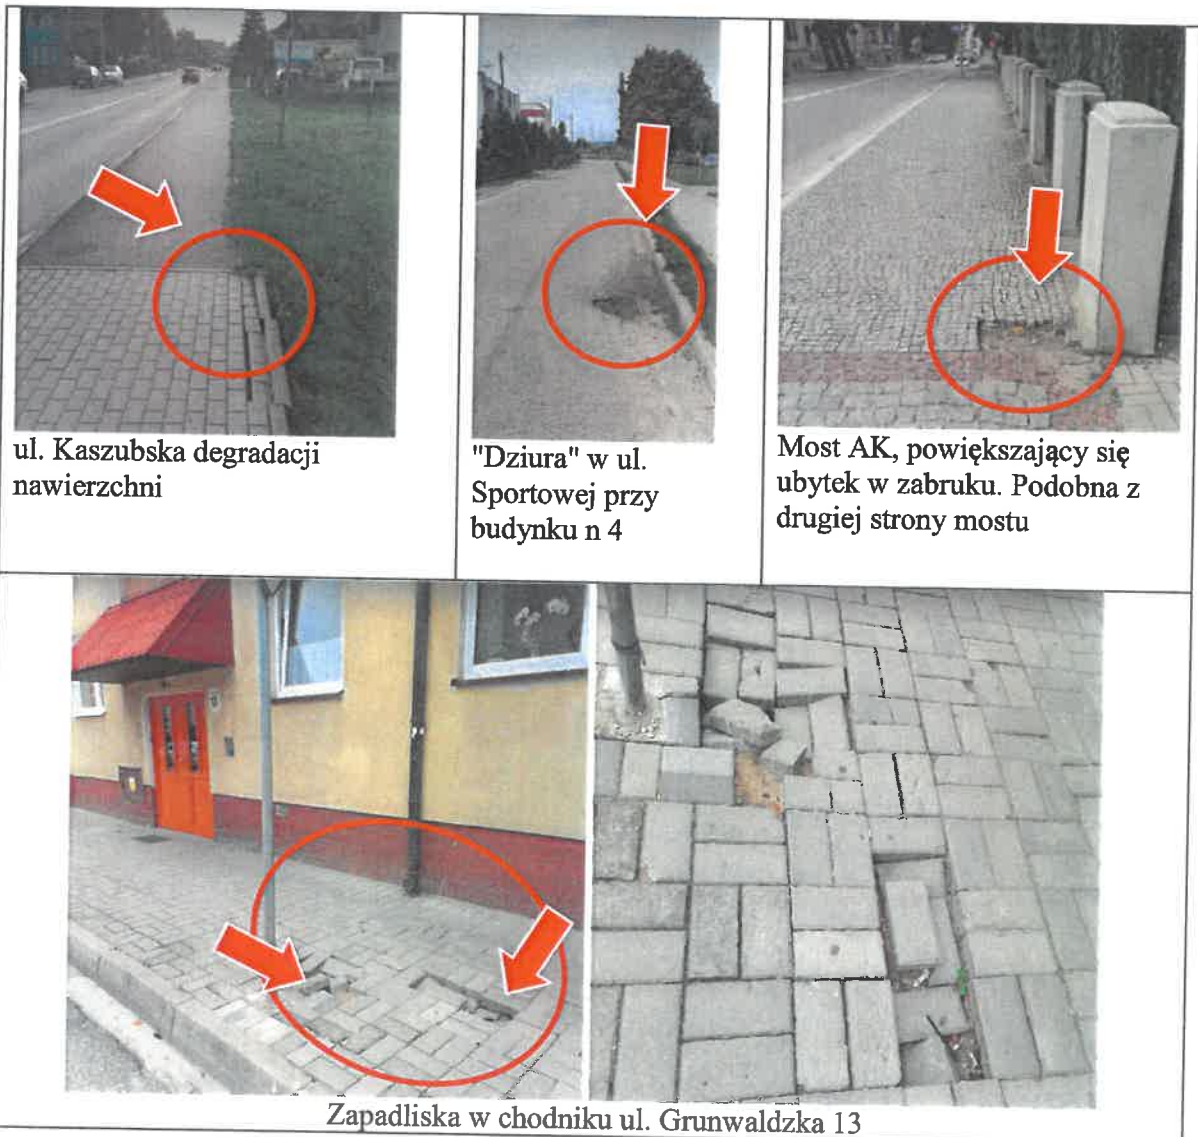 ul. Kaszubska degradacji
nawierzchni
"Dziura" w ul.
Sportowej przy
budynku n 4
Most AK, powiększający się
ubytek w zabruku. Podobna z
drugiej strony mostu
Zapadliska w chodniku ul. Grunwaldzka 13